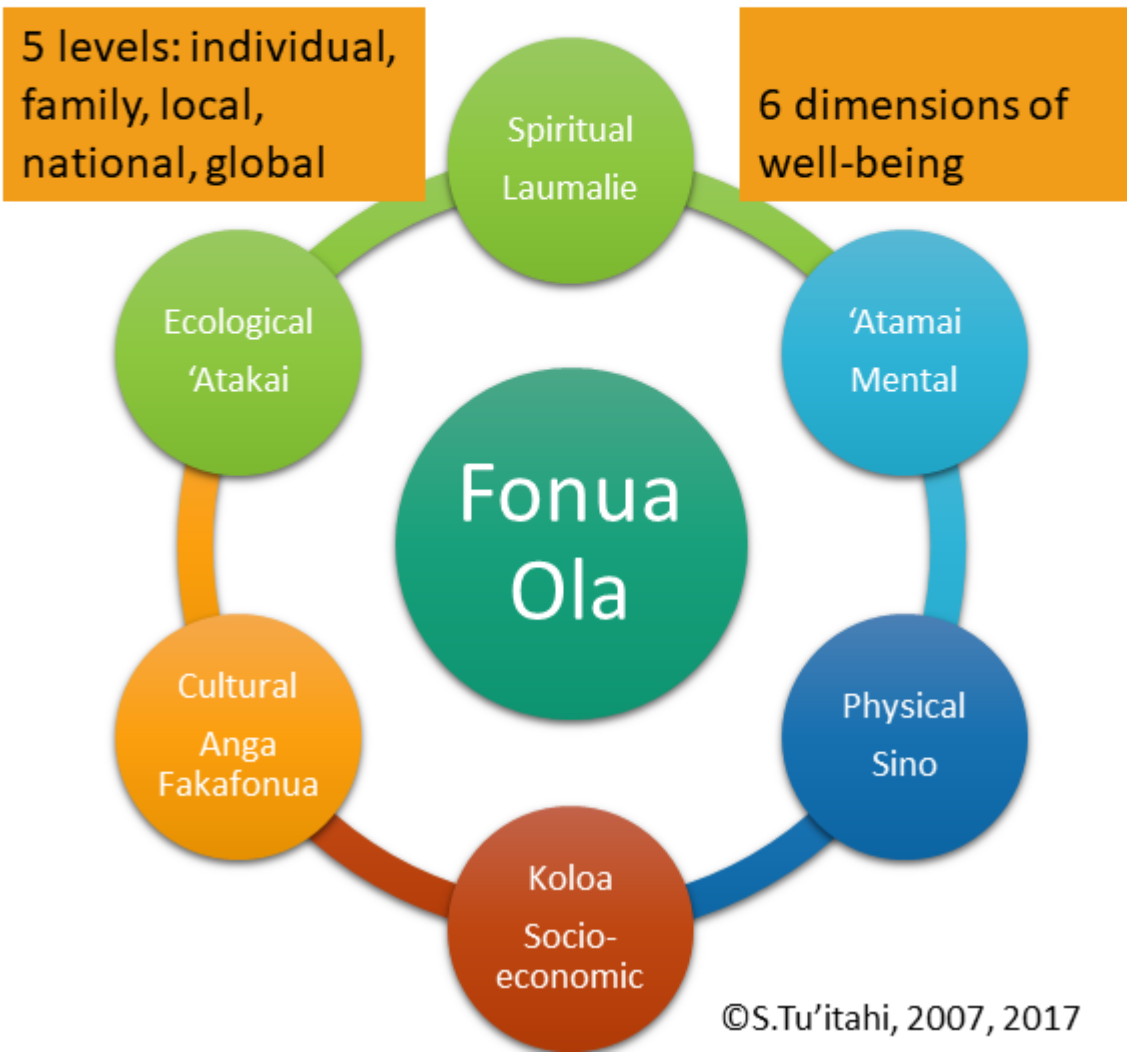 5 levels: individual,
family, local,
national, global
6 dimensions of
well-being
Spiritual
Laumalie
‘Atamai
Mental
Physical
Sino
Koloa
Socio-
economic
Cultural
Anga
Fakafonua
Ecological
‘Atakai
Fonua
Ola
©S.Tu’itahi, 2007, 2017